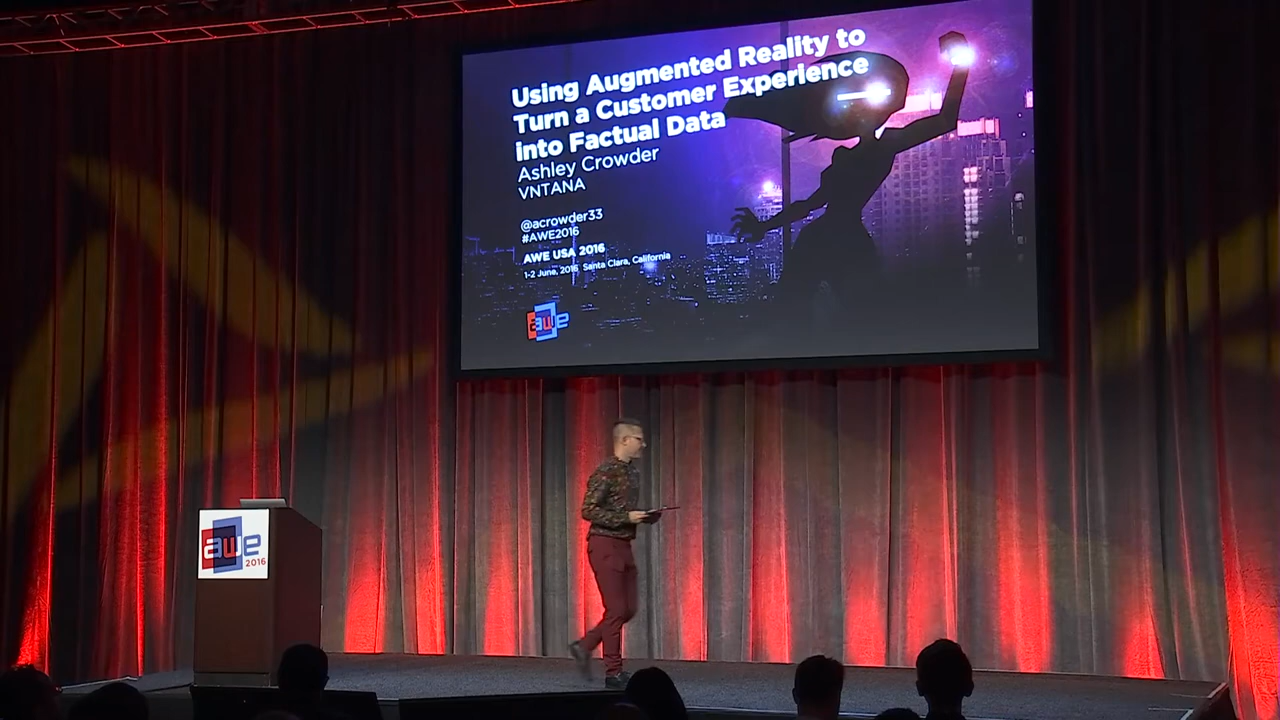 Using Augmented Reality to
Turn a Customer Experience
into Factual Data
Ashley Crowder
VNTANA
@acrowder33
#AWE2016
AWE USA 2016
1-2 June, 2016 Santa Clara, California
awe
awe
2016